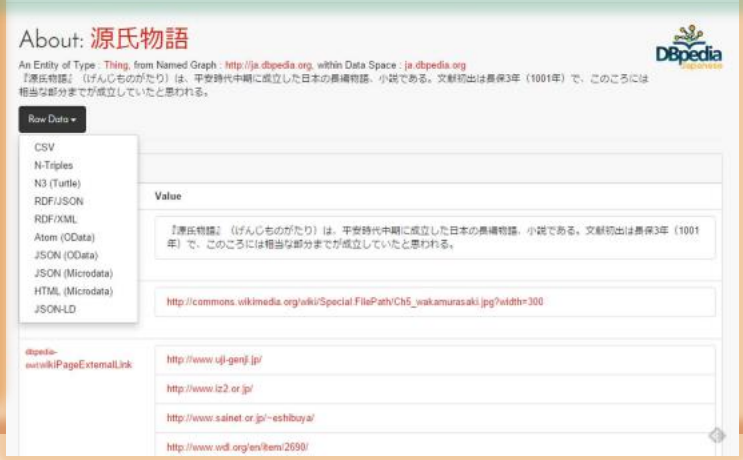 About: 源氏物語
DBpedia
Japanese
An Entity of Type : Thing, from Named Graph : http://ja.dbpedia.org, within Data Space : ja.dbpedia.org
『源氏物語』（げんじものがたり）は、平安時代中期に成立した日本の長編物語、小説である。文献初出は長保3年（1001年）で、このころには
相当な部分までが成立していたと思われる。
Raw Data
CSV
N-Triples
N3 (Turtle)
RDF/JSON
RDF/XML
Atom (OData)
JSON (OData)
JSON (Microdata)
HTML (Microdata)
JSON-LD
Value
『源氏物語』（げんじものがたり）は、平安時代中期に成立した日本の長編物語、小説である。文献初出は長保3年（1001
年）で、このころには相当な部分までが成立していたと思われる。
http://commons.wikimedia.org/wiki/Special:FilePath/Ch5_wakamurasaki.jpg?width=300
dbpedia-
owl:wikiPageExternalLink
http://www.uji-genji.jp/
http://www.iz2.or.jp/
http://www.sainet.or.jp/~eshibuya/
http://www.wdl.org/en/item/2690/